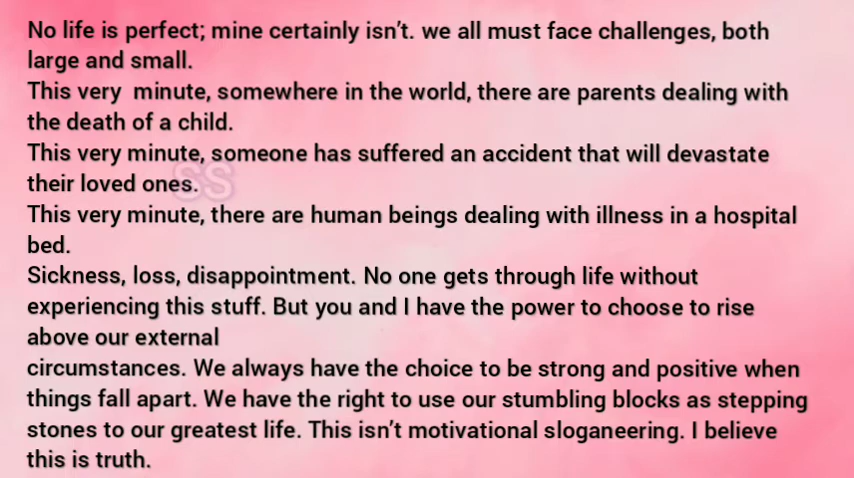 No life is perfect; mine certainly isn’t. we all must face challenges, both
large and small.
This very  minute, somewhere in the world, there are parents dealing with
the death of a child.
This very minute, someone has suffered an accident that will devastate
their loved ones.
SS
This very minute, there are human beings dealing with illness in a hospital
bed.
Sickness, loss, disappointment. No one gets through life without
experiencing this stuff. But you and I have the power to choose to rise
above our external
circumstances. We always have the choice to be strong and positive when
things fall apart. We have the right to use our stumbling blocks as stepping
stones to our greatest life. This isn’t motivational sloganeering. I believe
this is truth.